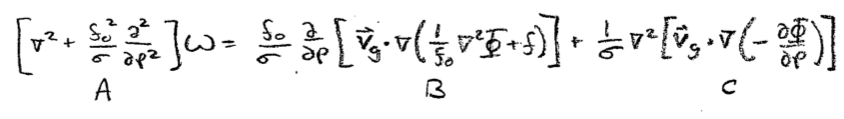 [∇² + f₀²/σ ∂²/∂p²] ω = f₀/σ ∂/∂p [V⃗g · ∇(1/f₀ ∇²Φ + f)] + 1/σ ∇² [V⃗g · ∇(- ∂Φ/∂p)]
A B C